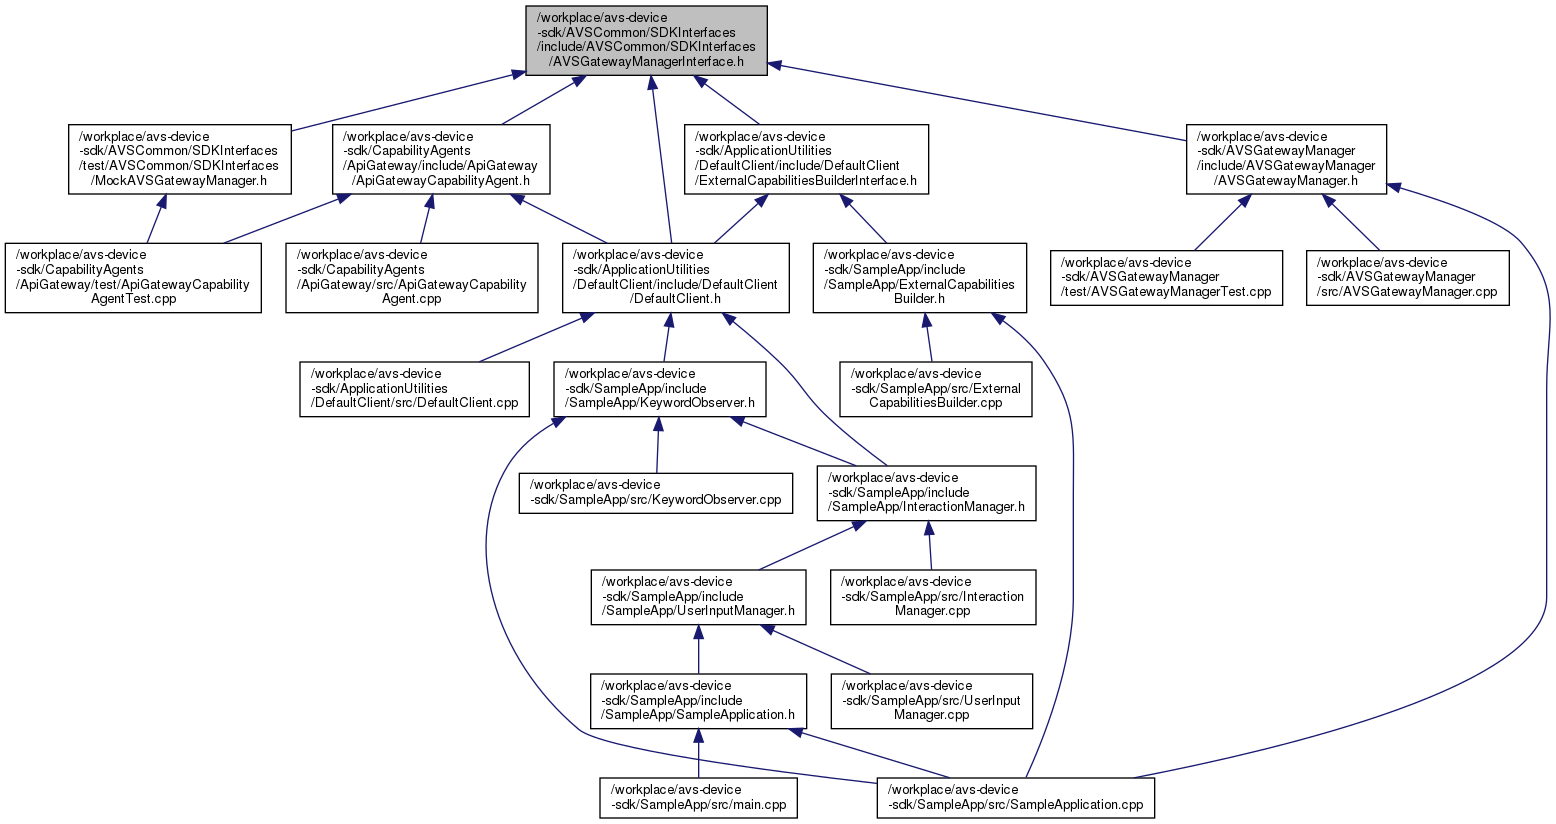 /workplace/avs-device
-sdk/AVSCommon/SDKInterfaces
/include/AVSCommon/SDKInterfaces
/AVSGatewayManagerInterface.h
/workplace/avs-device
-sdk/AVSCommon/SDKInterfaces
/test/AVSCommon/SDKInterfaces
/MockAVSGatewayManager.h
/workplace/avs-device
-sdk/CapabilityAgents
/ApiGateway/include/ApiGateway
/ApiGatewayCapabilityAgent.h
/workplace/avs-device
-sdk/ApplicationUtilities
/DefaultClient/include/DefaultClient
/ExternalCapabilitiesBuilderInterface.h
/workplace/avs-device
-sdk/AVSGatewayManager
/include/AVSGatewayManager
/AVSGatewayManager.h
/workplace/avs-device
-sdk/CapabilityAgents
/ApiGateway/test/ApiGatewayCapability
AgentTest.cpp
/workplace/avs-device
-sdk/CapabilityAgents
/ApiGateway/src/ApiGatewayCapability
Agent.cpp
/workplace/avs-device
-sdk/ApplicationUtilities
/DefaultClient/include/DefaultClient
/DefaultClient.h
/workplace/avs-device
-sdk/SampleApp/include
/SampleApp/ExternalCapabilities
Builder.h
/workplace/avs-device
-sdk/AVSGatewayManager
/test/AVSGatewayManagerTest.cpp
/workplace/avs-device
-sdk/AVSGatewayManager
/src/AVSGatewayManager.cpp
/workplace/avs-device
-sdk/ApplicationUtilities
/DefaultClient/src/DefaultClient.cpp
/workplace/avs-device
-sdk/SampleApp/include
/SampleApp/KeywordObserver.h
/workplace/avs-device
-sdk/SampleApp/src/External
CapabilitiesBuilder.cpp
/workplace/avs-device
-sdk/SampleApp/src/KeywordObserver.cpp
/workplace/avs-device
-sdk/SampleApp/include
/SampleApp/InteractionManager.h
/workplace/avs-device
-sdk/SampleApp/include
/SampleApp/UserInputManager.h
/workplace/avs-device
-sdk/SampleApp/src/Interaction
Manager.cpp
/workplace/avs-device
-sdk/SampleApp/include
/SampleApp/SampleApplication.h
/workplace/avs-device
-sdk/SampleApp/src/UserInput
Manager.cpp
/workplace/avs-device
-sdk/SampleApp/src/main.cpp
/workplace/avs-device
-sdk/SampleApp/src/SampleApplication.cpp